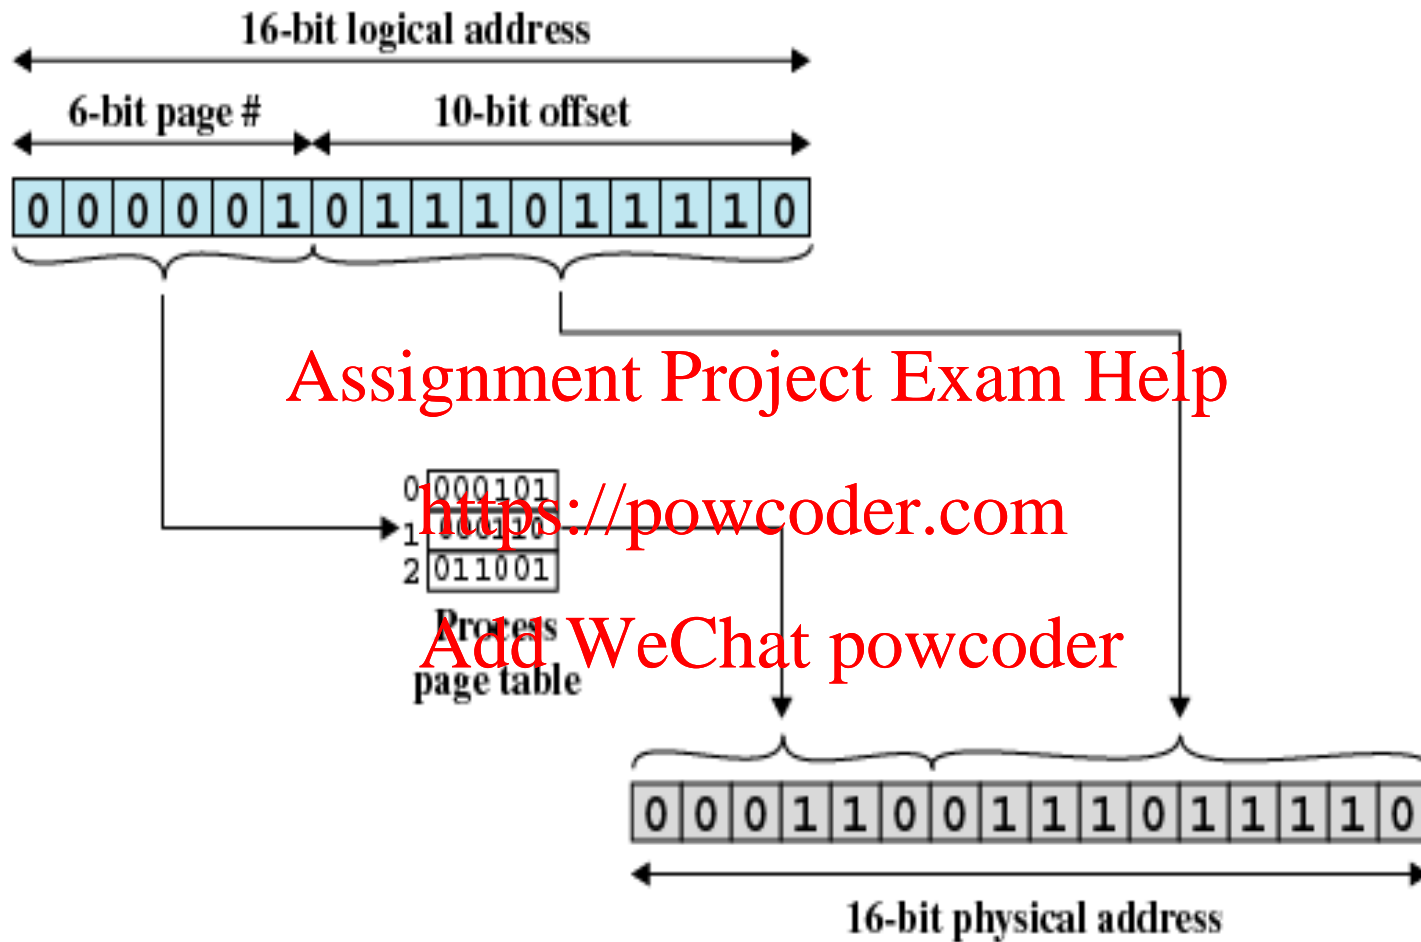 16-bit logical address
6-bit page # 10-bit offset
0 0 0 0 0 1 0 1 1 1 0 1 1 1 1 0
Assignment Project Exam Help
0 000101
https://powcoder.com
1 000110
2 011001
Process
Add WeChat powcoder
page table
0 0 0 1 1 0 0 1 1 1 0 1 1 1 1 0
16-bit physical address